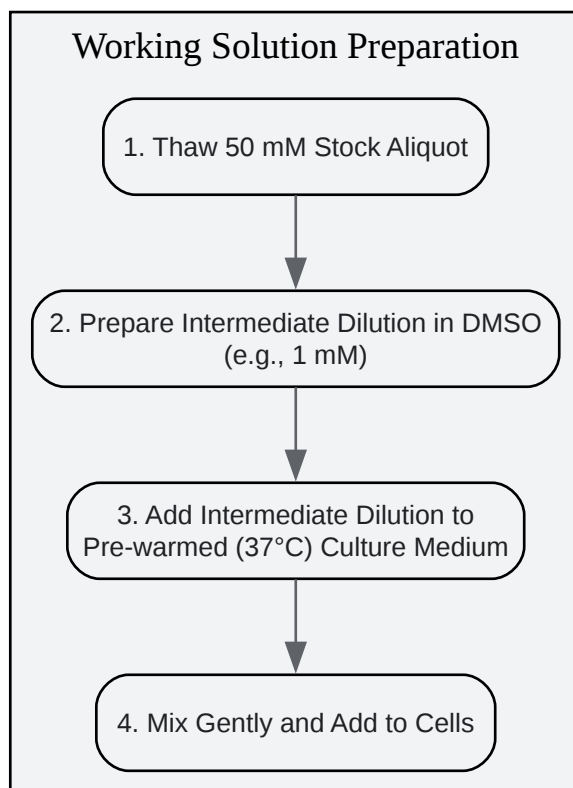 Working Solution Preparation
1. Thaw 50 mM Stock Aliquot
2. Prepare Intermediate Dilution in DMSO
(e.g., 1 mM)
3. Add Intermediate Dilution to
Pre-warmed (37°C) Culture Medium
4. Mix Gently and Add to Cells